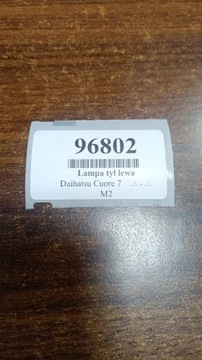 96802
Lampa tył lewa
Daihatsu Cuore 7
M2